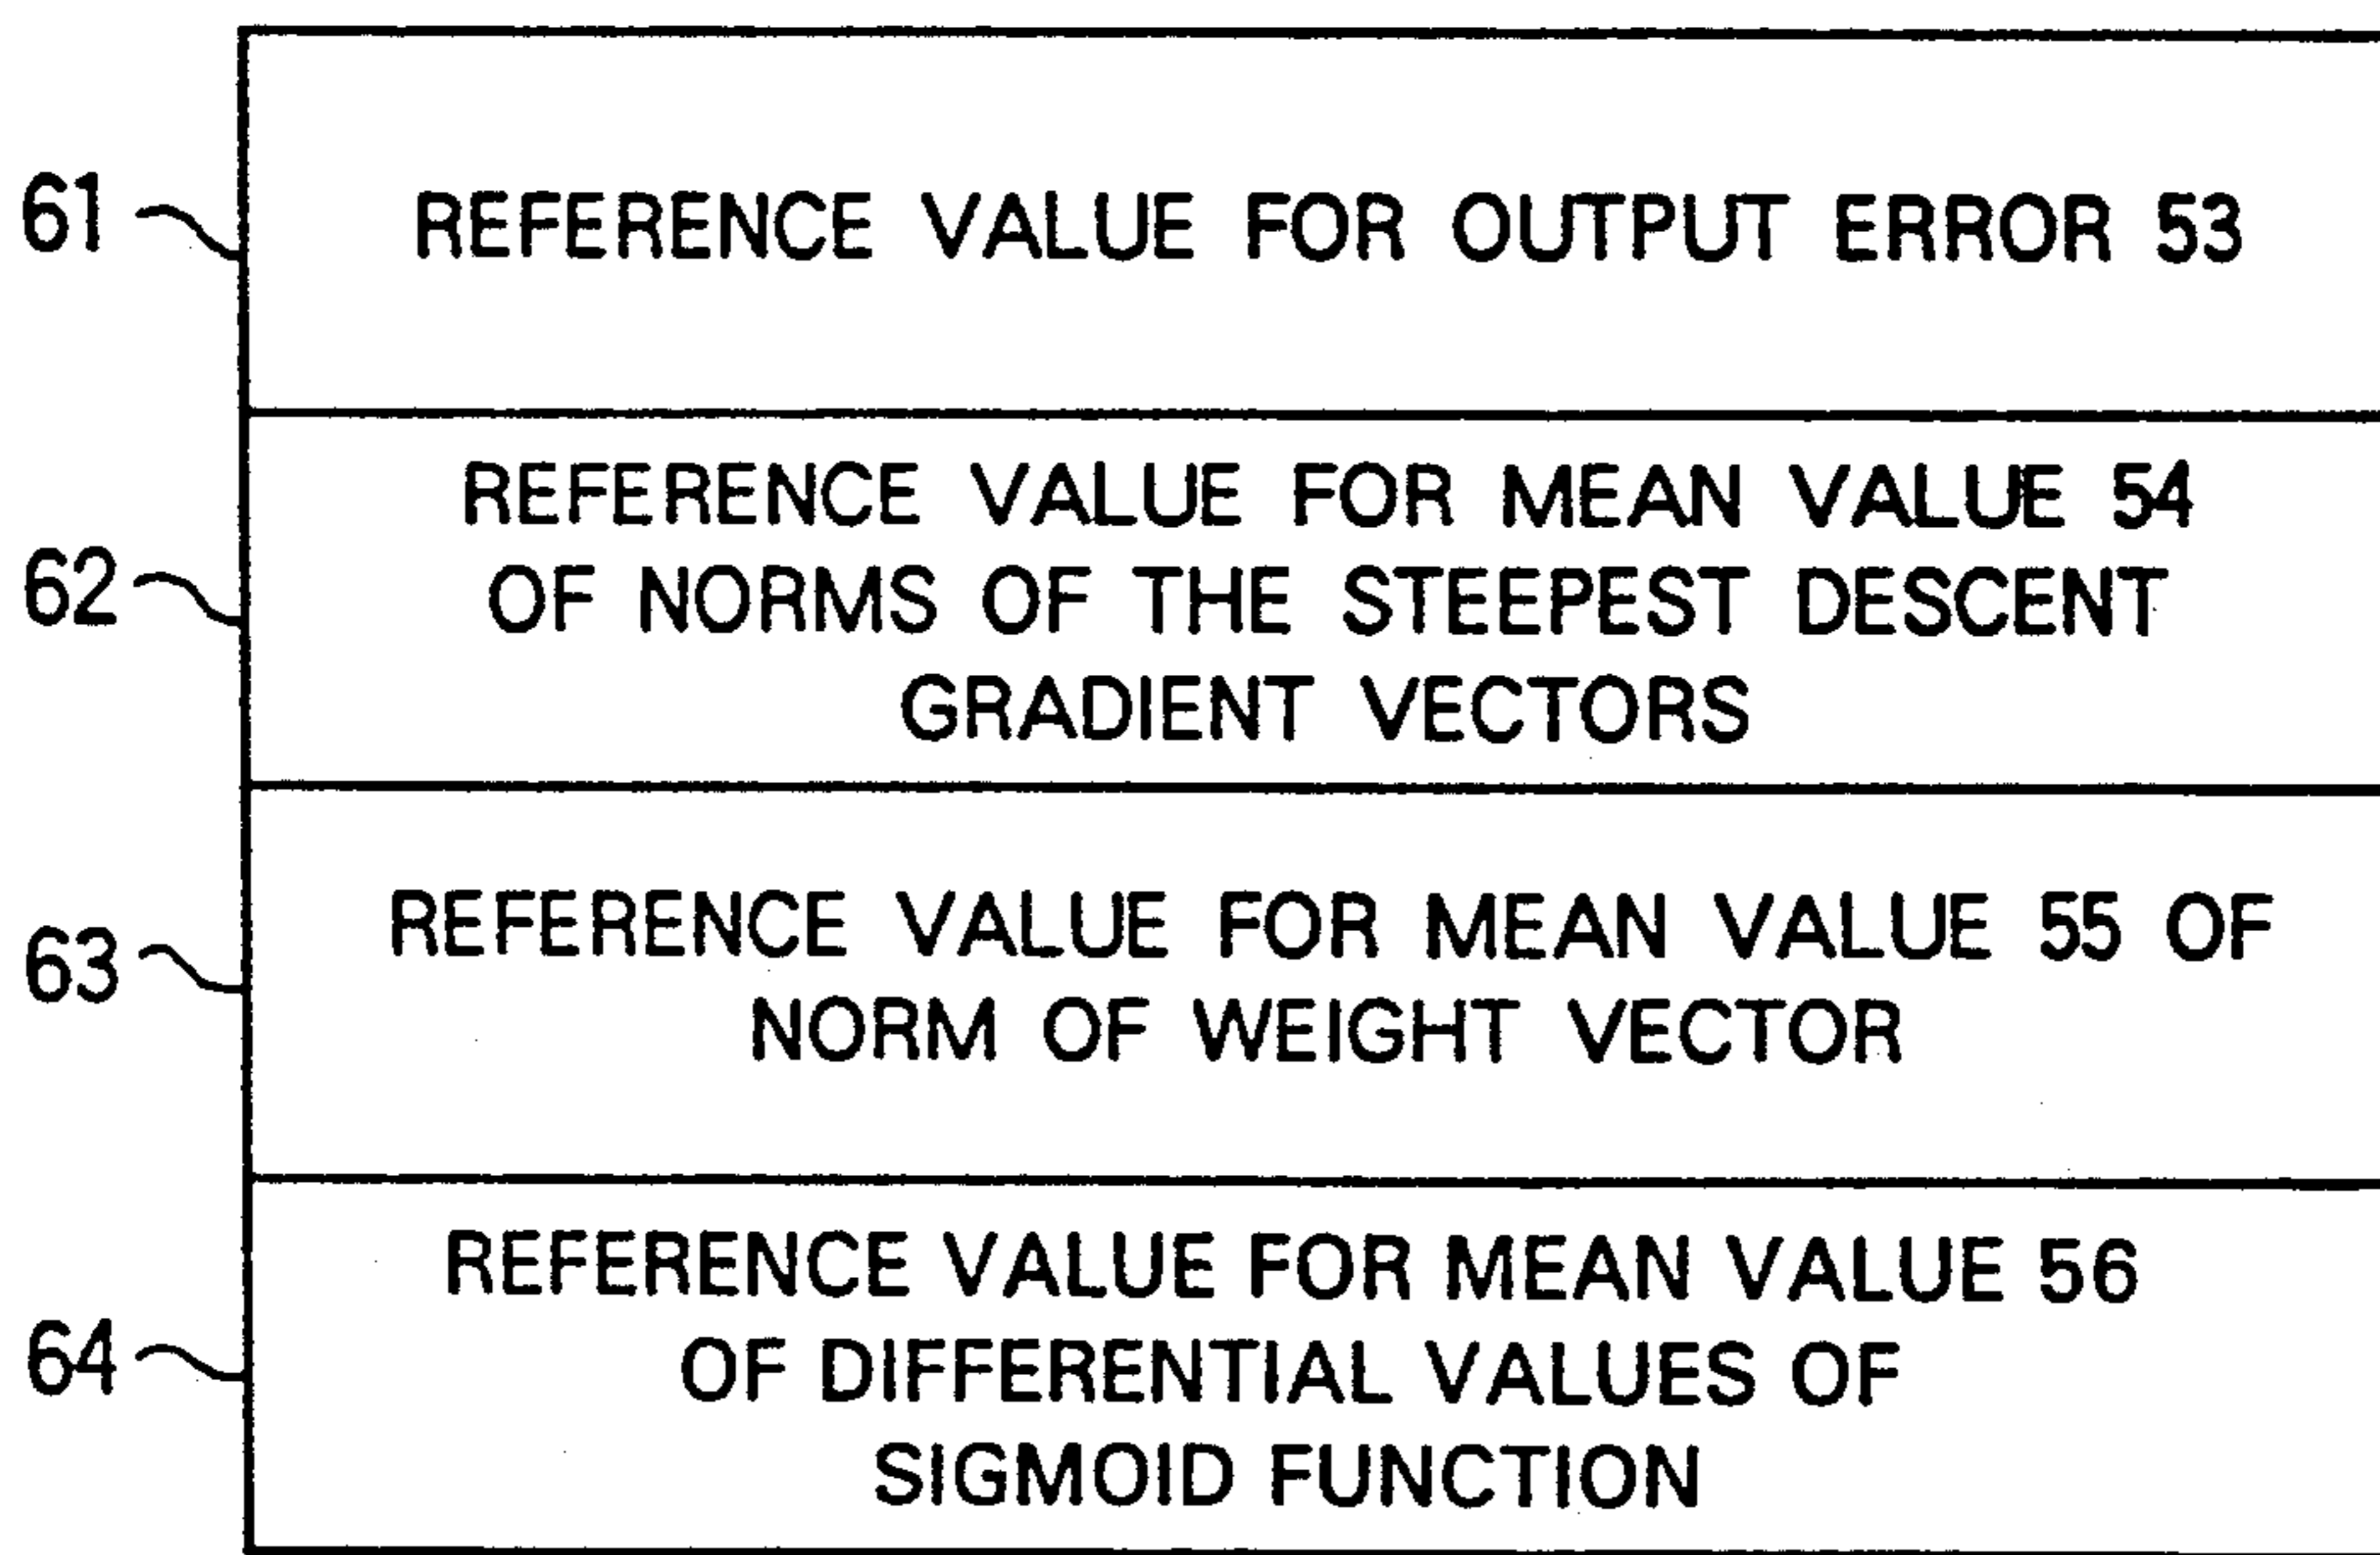 61
REFERENCE VALUE FOR OUTPUT ERROR 53
62
REFERENCE VALUE FOR MEAN VALUE 54
OF NORMS OF THE STEEPEST DESCENT
GRADIENT VECTORS
63
REFERENCE VALUE FOR MEAN VALUE 55 OF
NORM OF WEIGHT VECTOR
64
REFERENCE VALUE FOR MEAN VALUE 56
OF DIFFERENTIAL VALUES OF
SIGMOID FUNCTION